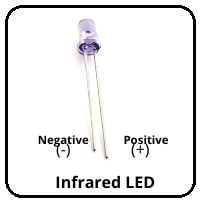 Negative Positive
(-) (+)
Infrared LED